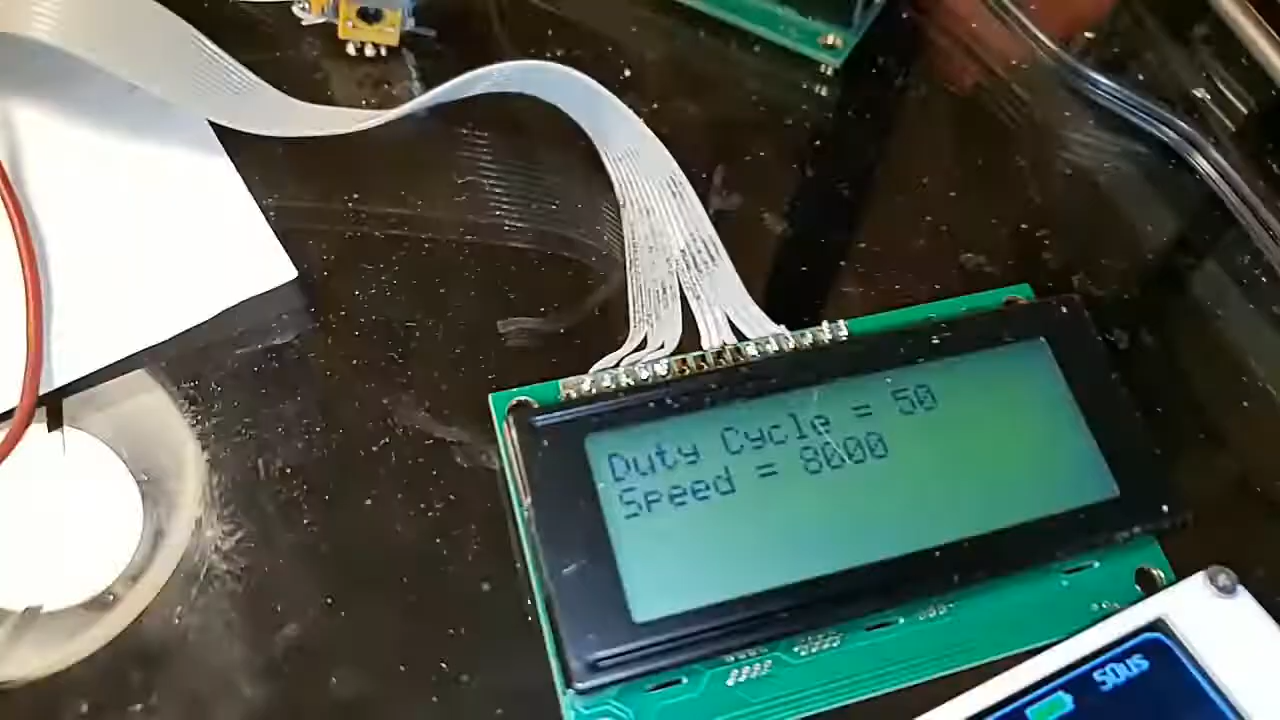 Duty Cycle = 50
Speed = 8000
50us